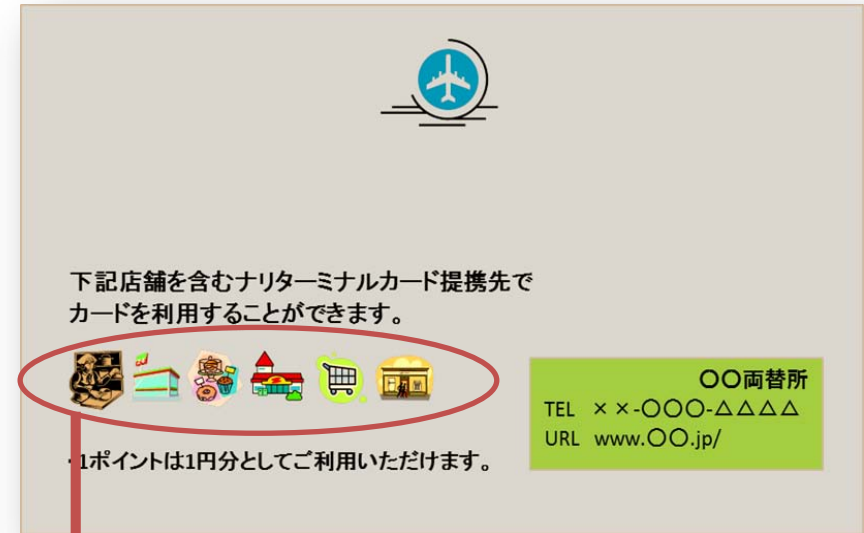 下記店舗を含むナリターミナルカード提携先で
カードを利用することができます。
〇〇両替所
TEL ××-〇〇〇-△△△△
URL www.〇〇.jp/
・1ポイントは1円分としてご利用いただけます。